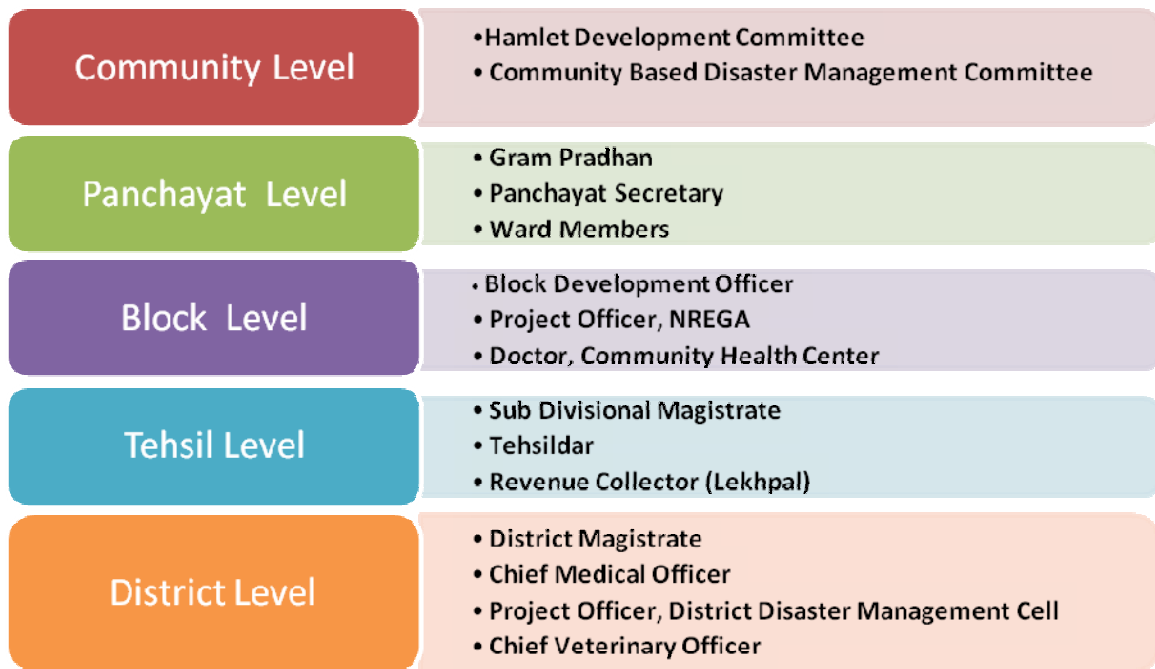 Community Level
•Hamlet Development Committee
• Community Based Disaster Management Committee
Panchayat Level
• Gram Pradhan
• Panchayat Secretary
• Ward Members
Block Level
• Block Development Officer
• Project Officer, NREGA
• Doctor, Community Health Center
Tehsil Level
• Sub Divisional Magistrate
• Tehsildar
• Revenue Collector (Lekhpal)
District Level
• District Magistrate
• Chief Medical Officer
• Project Officer, District Disaster Management Cell
• Chief Veterinary Officer